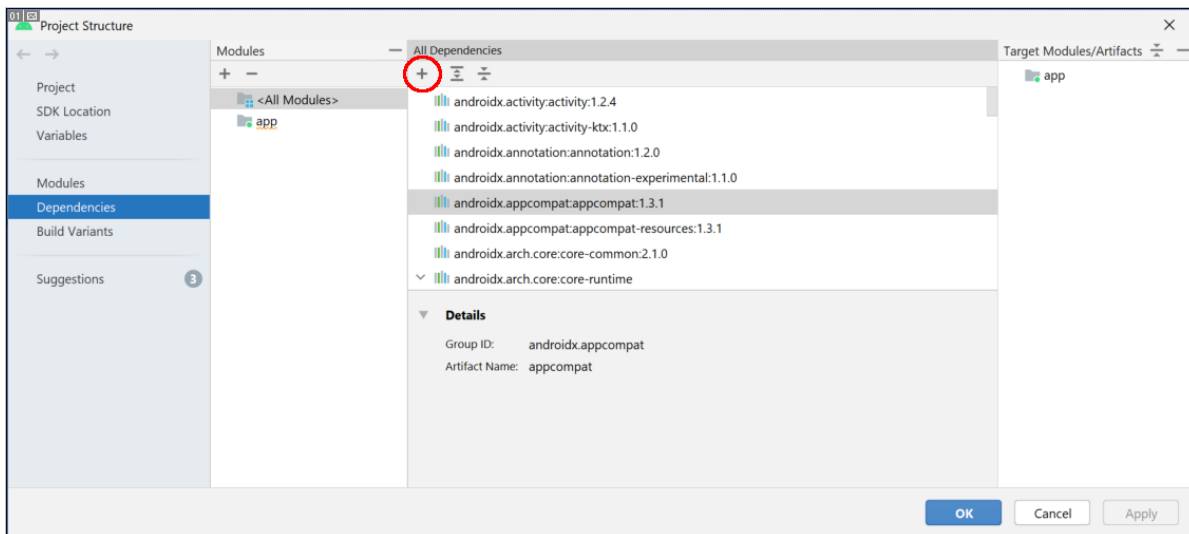 01
Project Structure
Project
SDK Location
Variables
Modules
Dependencies
Build Variants
Suggestions
3
Modules
<All Modules>
app
All Dependencies
androidx.activity:activity:1.2.4
androidx.activity:activity-ktx:1.1.0
androidx.annotation:annotation:1.2.0
androidx.annotation:annotation-experimental:1.1.0
androidx.appcompat:appcompat:1.3.1
androidx.appcompat:appcompat-resources:1.3.1
androidx.arch.core:core-common:2.1.0
androidx.arch.core:core-runtime
Details
Group ID: androidx.appcompat
Artifact Name: appcompat
Target Modules/Artifacts
app
OK
Cancel
Apply